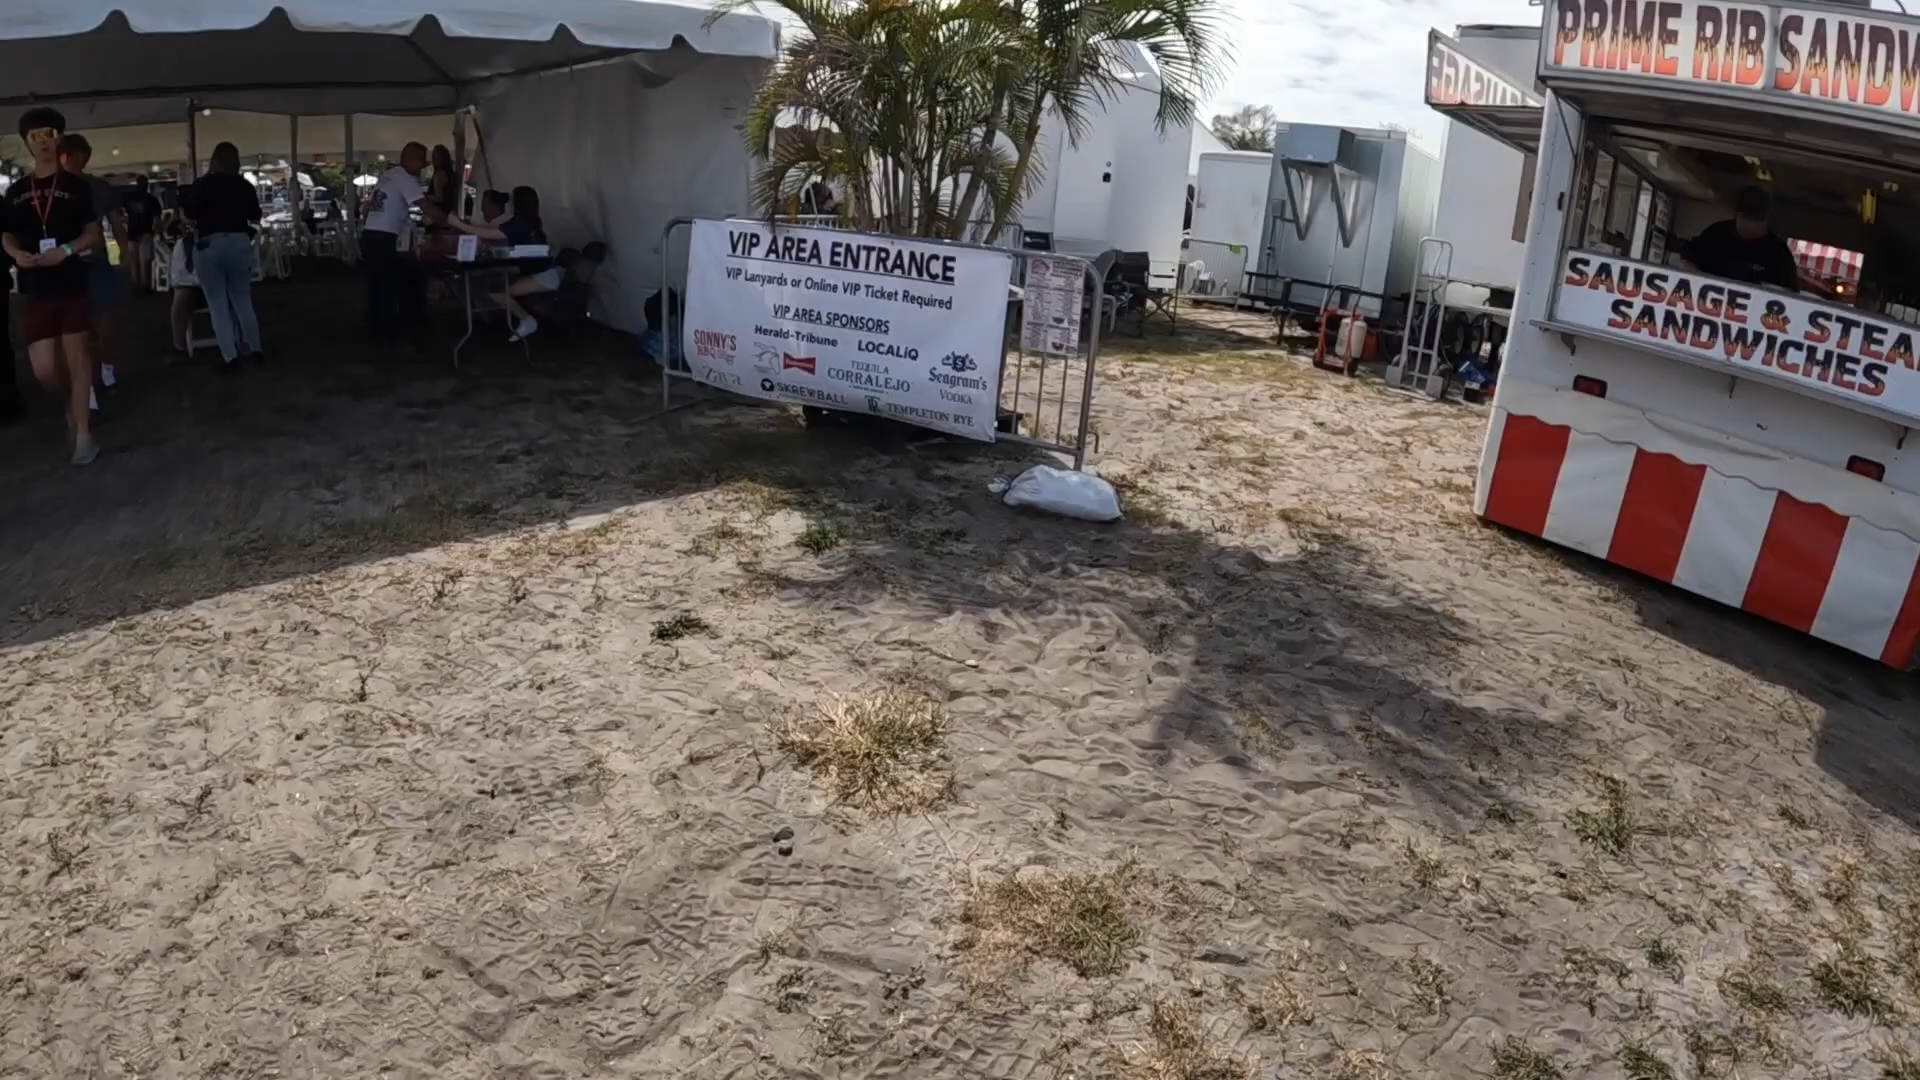 VIP AREA ENTRANCE
VIP Lanyards or Online VIP Ticket Required
VIP AREA SPONSORS
SONNY'S
BBQ
Herald-Tribune
LOCALiQ
TEQUILA
CORRALEJO
Seagram's
VODKA
SKREWBALL
TEMPLETON RYE
SAUSAGE
PRIME RIB SANDW
SAUSAGE & STEA
SANDWICHES